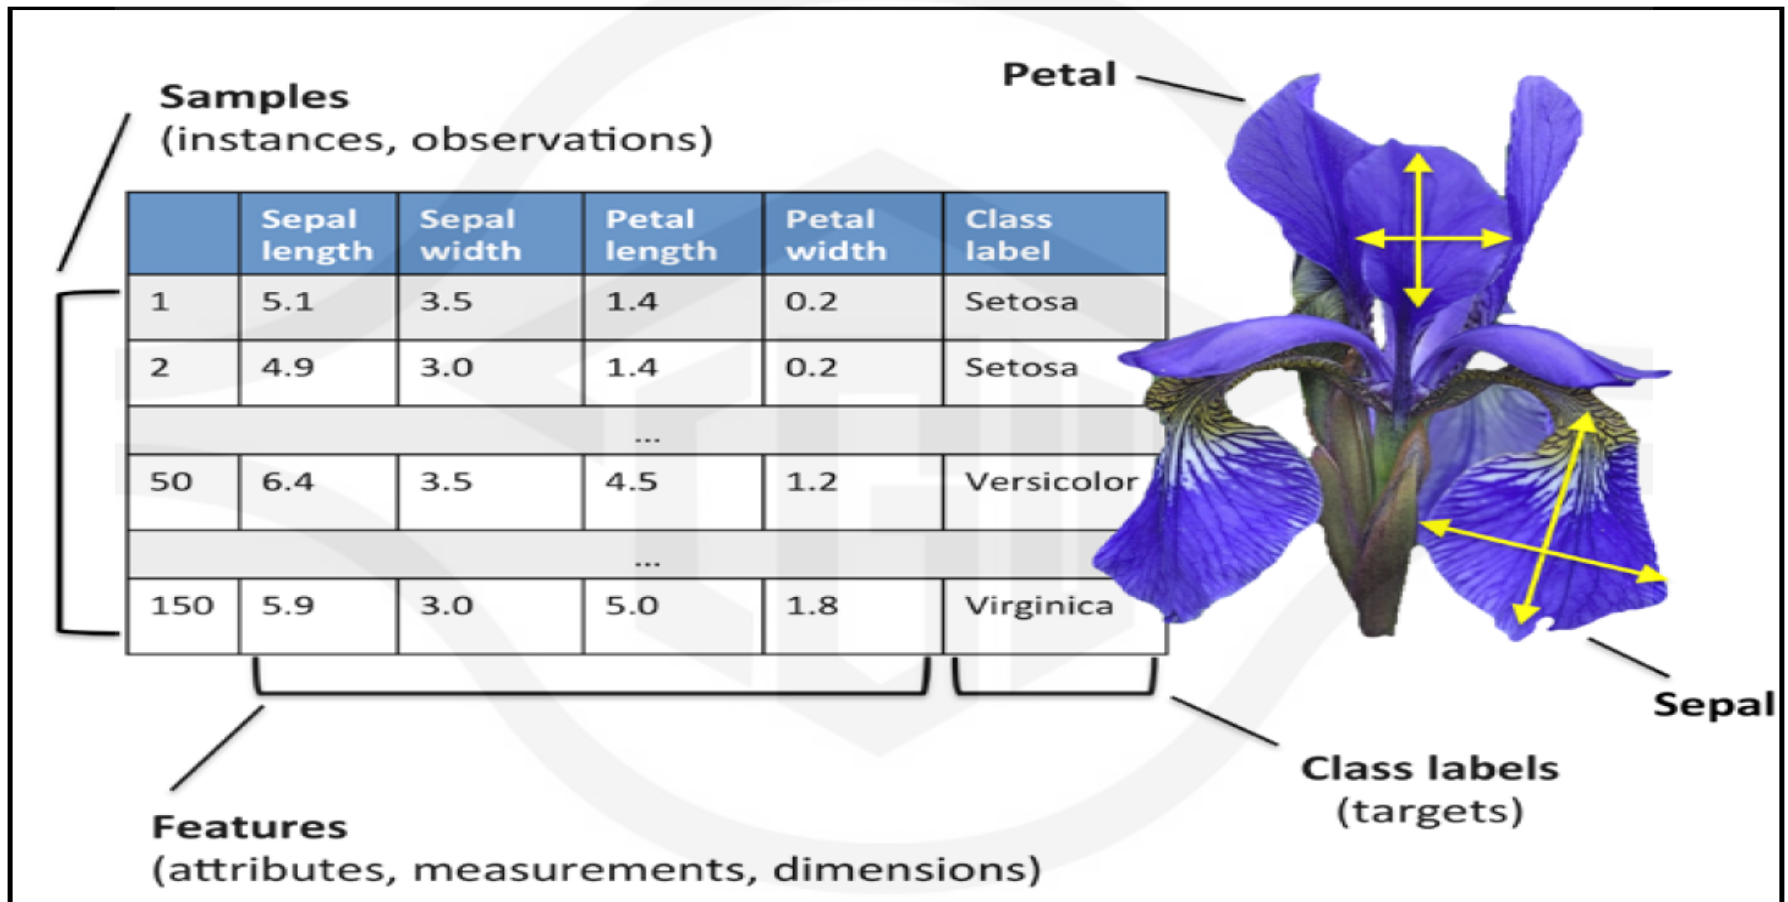 Samples
(instances, observations)
Petal
Sepal length Sepal width Petal length Petal width Class label
1 5.1 3.5 1.4 0.2 Setosa
2 4.9 3.0 1.4 0.2 Setosa
...
50 6.4 3.5 4.5 1.2 Versicolor
...
150 5.9 3.0 5.0 1.8 Virginica
Sepal
Class labels
(targets)
Features
(attributes, measurements, dimensions)